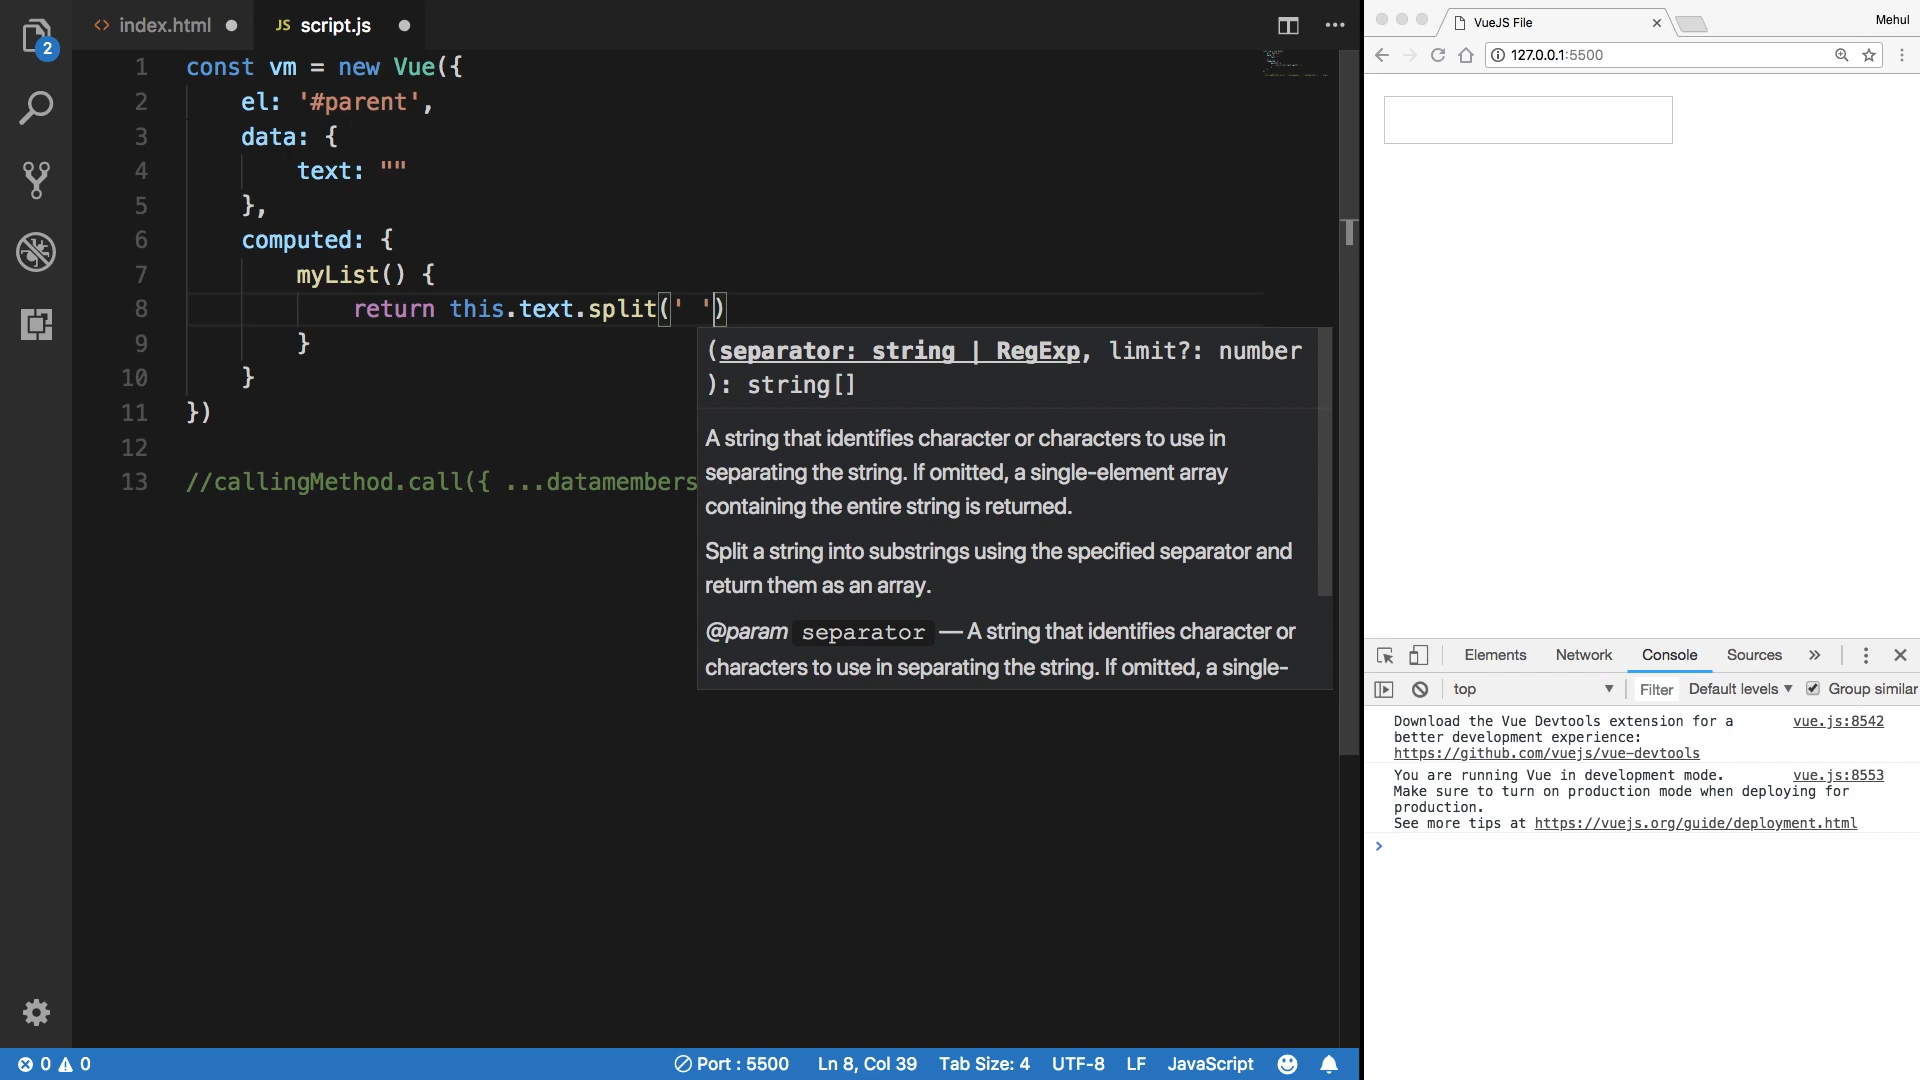 2
<> index.html
JS script.js
1 const vm = new Vue({
2 el: '#parent',
3 data: {
4 text: ""
5 },
6 computed: {
7 myList() {
8 return this.text.split(' ')
9 }
10 }
11 })
12
13 //callingMethod.call({ ...datamembers
(separator: string | RegExp, limit?: number
): string[]
A string that identifies character or characters to use in
separating the string. If omitted, a single-element array
containing the entire string is returned.
Split a string into substrings using the specified separator and
return them as an array.
@param separator — A string that identifies character or
characters to use in separating the string. If omitted, a single-
0 0 Port : 5500 Ln 8, Col 39 Tab Size: 4 UTF-8 LF JavaScript
VueJS File
Mehul
127.0.0.1:5500
Elements Network Console Sources »
top Filter Default levels Group similar
Download the Vue Devtools extension for a vue.js:8542
better development experience:
https://github.com/vuejs/vue-devtools
You are running Vue in development mode. vue.js:8553
Make sure to turn on production mode when deploying for
production.
See more tips at https://vuejs.org/guide/deployment.html
>